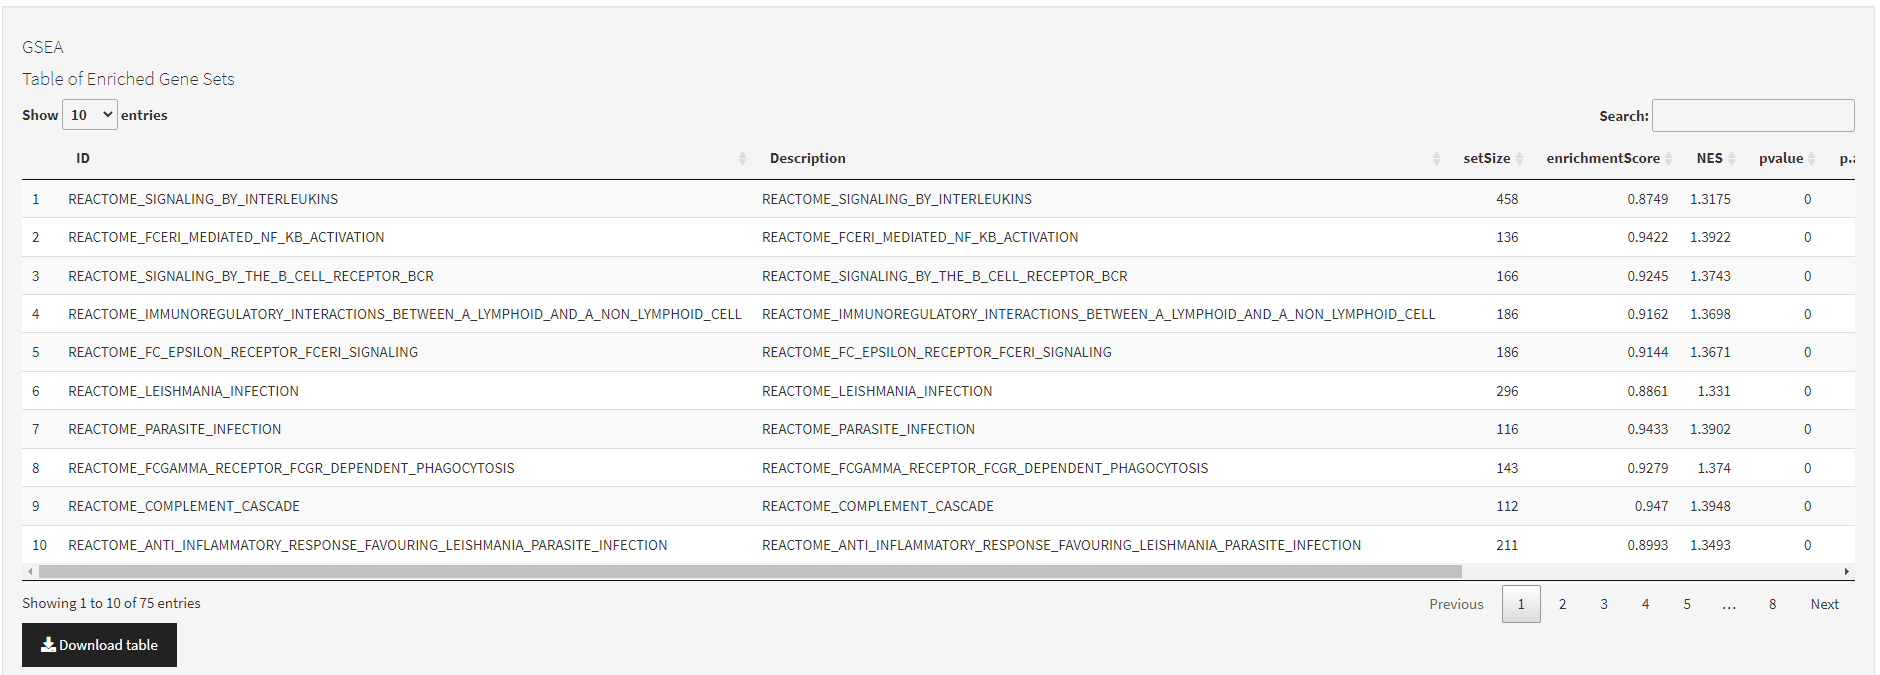 GSEA
Table of Enriched Gene Sets
Show 10 entries Search:
ID Description setSize enrichmentScore NES pvalue p.
1 REACTOME_SIGNALING_BY_INTERLEUKINS REACTOME_SIGNALING_BY_INTERLEUKINS 458 0.8749 1.3175 0
2 REACTOME_FCERI_MEDIATED_NF_KB_ACTIVATION REACTOME_FCERI_MEDIATED_NF_KB_ACTIVATION 136 0.9422 1.3922 0
3 REACTOME_SIGNALING_BY_THE_B_CELL_RECEPTOR_BCR REACTOME_SIGNALING_BY_THE_B_CELL_RECEPTOR_BCR 166 0.9245 1.3743 0
4 REACTOME_IMMUNOREGULATORY_INTERACTIONS_BETWEEN_A_LYMPHOID_AND_A_NON_LYMPHOID_CELL REACTOME_IMMUNOREGULATORY_INTERACTIONS_BETWEEN_A_LYMPHOID_AND_A_NON_LYMPHOID_CELL 186 0.9162 1.3698 0
5 REACTOME_FC_EPSILON_RECEPTOR_FCERI_SIGNALING REACTOME_FC_EPSILON_RECEPTOR_FCERI_SIGNALING 186 0.9144 1.3671 0
6 REACTOME_LEISHMANIA_INFECTION REACTOME_LEISHMANIA_INFECTION 296 0.8861 1.331 0
7 REACTOME_PARASITE_INFECTION REACTOME_PARASITE_INFECTION 116 0.9433 1.3902 0
8 REACTOME_FCGAMMA_RECEPTOR_FCGR_DEPENDENT_PHAGOCYTOSIS REACTOME_FCGAMMA_RECEPTOR_FCGR_DEPENDENT_PHAGOCYTOSIS 143 0.9279 1.374 0
9 REACTOME_COMPLEMENT_CASCADE REACTOME_COMPLEMENT_CASCADE 112 0.947 1.3948 0
10 REACTOME_ANTI_INFLAMMATORY_RESPONSE_FAVOURING_LEISHMANIA_PARASITE_INFECTION REACTOME_ANTI_INFLAMMATORY_RESPONSE_FAVOURING_LEISHMANIA_PARASITE_INFECTION 211 0.8993 1.3493 0
Showing 1 to 10 of 75 entries Previous 1 2 3 4 5 … 8 Next
Download table